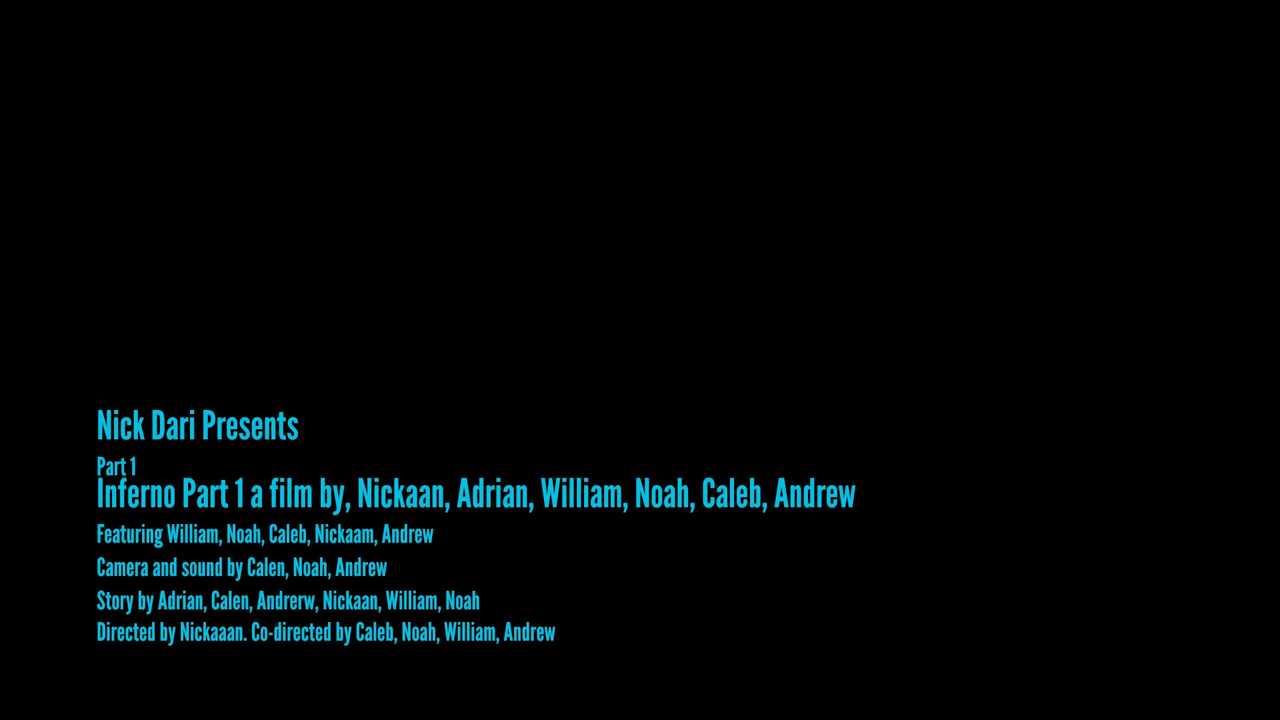 Nick Dari Presents
Part 1
Inferno Part 1 a film by, Nickaan, Adrian, William, Noah, Caleb, Andrew
Featuring William, Noah, Caleb, Nickaam, Andrew
Camera and sound by Calen, Noah, Andrew
Story by Adrian, Calen, Andrerw, Nickaan, William, Noah
Directed by Nickaaan. Co-directed by Caleb, Noah, William, Andrew